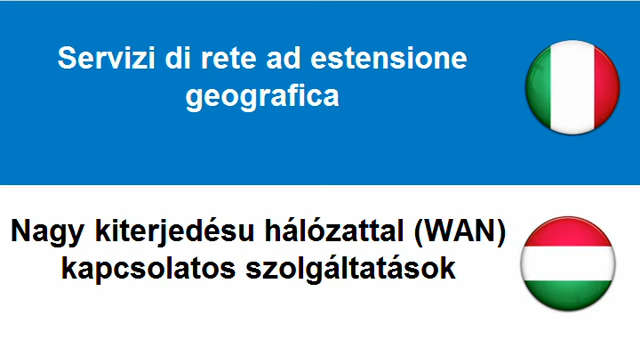 Servizi di rete ad estensione
geografica
Nagy kiterjedésu hálózattal (WAN)
kapcsolatos szolgáltatások